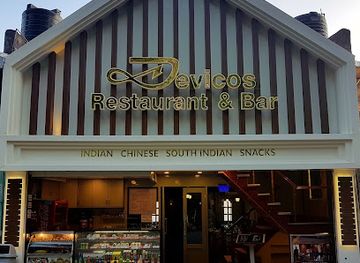 Devicos
Restaurant & Bar
INDIAN CHINESE SOUTH INDIAN SNACKS